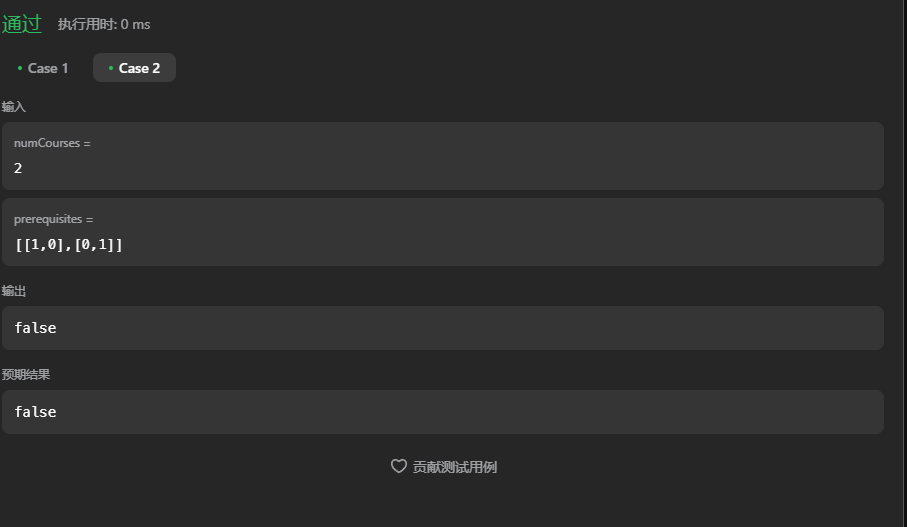 通过 执行用时: 0 ms
Case 1 Case 2
输入
numCourses =
2
prerequisites =
[[1,0],[0,1]]
输出
false
预期结果
false
贡献测试用例